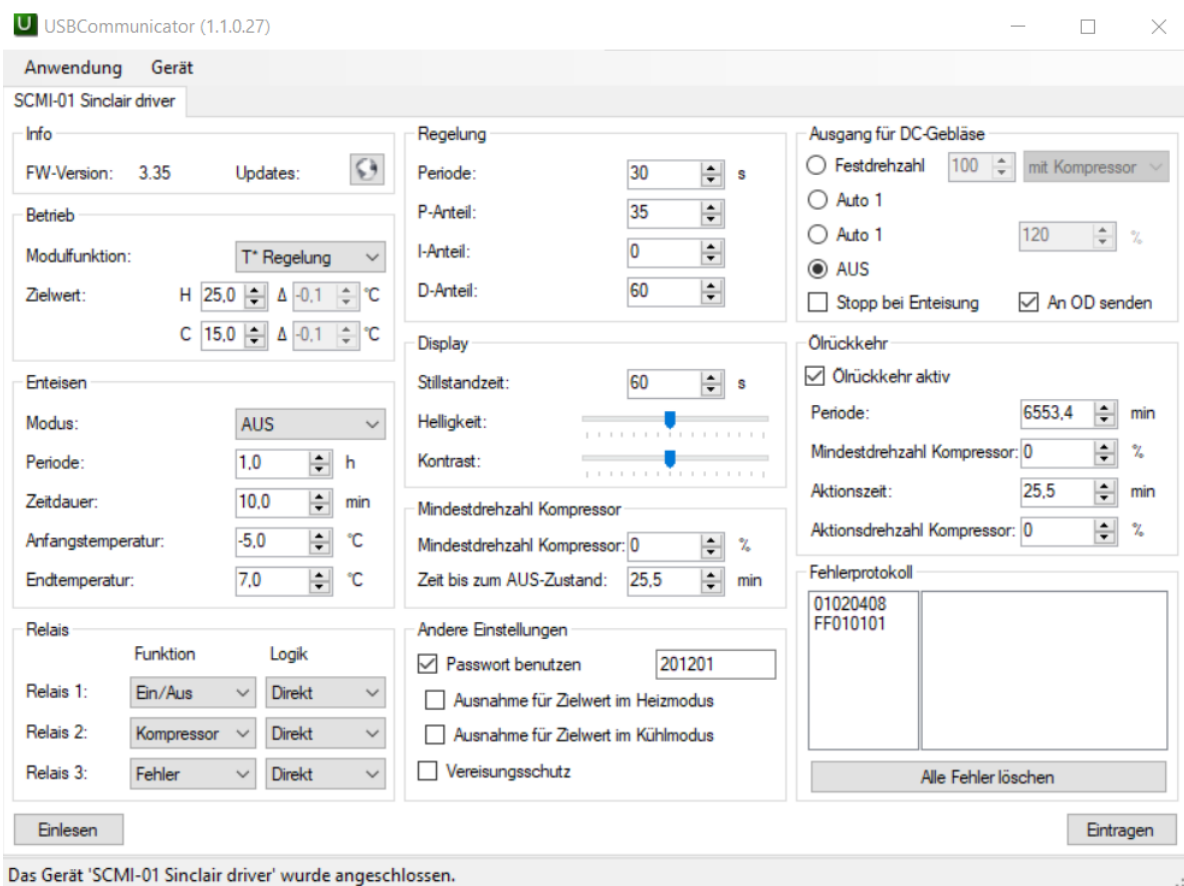 U USBCommunicator (1.1.0.27)
Anwendung Gerät
SCMI-01 Sinclair driver
Info
FW-Version: 3.35 Updates:
Betrieb
Modulfunktion: T* Regelung
Zielwert: H 25,0 Δ -0,1 °C
C 15,0 Δ -0,1 °C
Enteisen
Modus: AUS
Periode: 1,0 h
Zeitdauer: 10,0 min
Anfangstemperatur: -5,0 °C
Endtemperatur: 7,0 °C
Relais
Funktion Logik
Relais 1: Ein/Aus Direkt
Relais 2: Kompressor Direkt
Relais 3: Fehler Direkt
Regelung
Periode: 30 s
P-Anteil: 35
I-Anteil: 0
D-Anteil: 60
Display
Stillstandzeit: 60 s
Helligkeit:
Kontrast:
Mindestdrehzahl Kompressor
Mindestdrehzahl Kompressor: 0 %
Zeit bis zum AUS-Zustand: 25,5 min
Andere Einstellungen
Passwort benutzen 201201
Ausnahme für Zielwert im Heizmodus
Ausnahme für Zielwert im Kühlmodus
Vereisungsschutz
Ausgang für DC-Gebläse
Festdrehzahl 100 mit Kompressor
Auto 1
Auto 1 120 %
AUS
Stopp bei Enteisung An OD senden
Ölrückkehr
Ölrückkehr aktiv
Periode: 6553,4 min
Mindestdrehzahl Kompressor: 0 %
Aktionszeit: 25,5 min
Aktionsdrehzahl Kompressor: 0 %
Fehlerprotokoll
01020408
FF010101
Alle Fehler löschen
Einlesen Eintragen
Das Gerät 'SCMI-01 Sinclair driver' wurde angeschlossen.